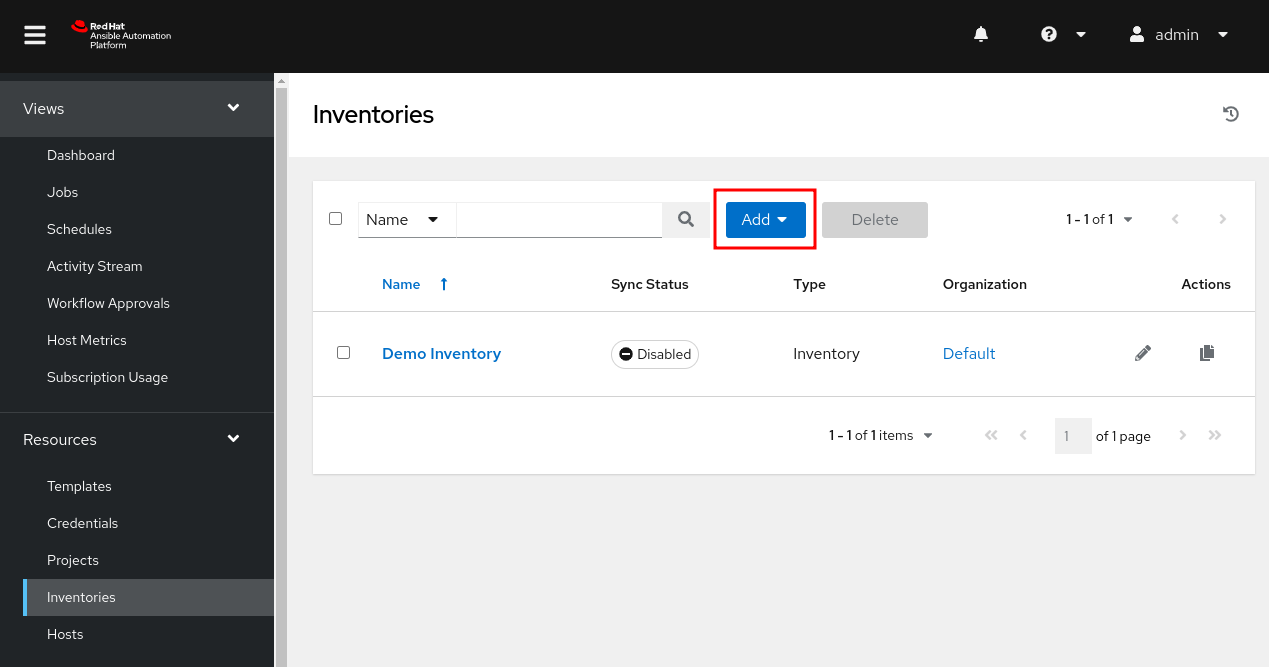 Red Hat
Ansible Automation
Platform
admin
Views
Dashboard
Jobs
Schedules
Activity Stream
Workflow Approvals
Host Metrics
Subscription Usage
Resources
Templates
Credentials
Projects
Inventories
Hosts
Inventories
Name
Add
Delete
1 - 1 of 1
Name Sync Status Type Organization Actions
Demo Inventory Disabled Inventory Default
1 - 1 of 1 items 1 of 1 page